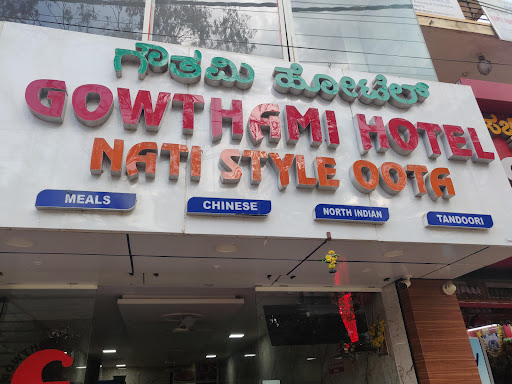 ಗೌತಮಿ ಹೋಟೆಲ್
GOWTHAMI HOTEL
NATI STYLE OOTA
MEALS
CHINESE
NORTH INDIAN
TANDOORI